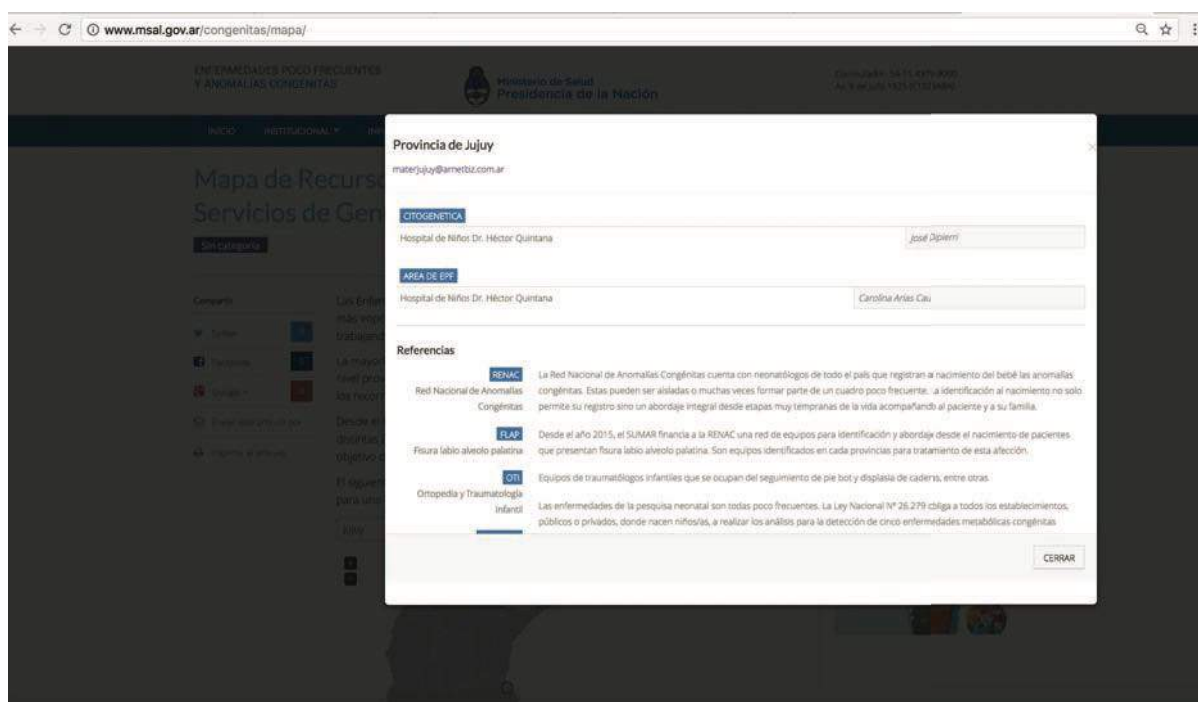 www.msal.gov.ar/congenitas/mapa/
ENFERMEDADES POCO FRECUENTES
Y ANOMALÍAS CONGÉNITAS
Ministerio de Salud
Presidencia de la Nación
INICIO INSTITUCIONAL
Mapa de Recurso
Servicios de Gen
Sin categoría
Compartir
Twitter
Facebook
Provincia de Jujuy
materjujuy@arnetbiz.com.ar
CITOGENETICA
Hospital de Niños Dr. Héctor Quintana José Dipierri
AREA DE EPF
Hospital de Niños Dr. Héctor Quintana Carolina Arias Cau
Referencias
RENAC
Red Nacional de Anomalías
Congénitas
La Red Nacional de Anomalías Congénitas cuenta con neonatólogos de todo el país que registran a nacimiento del bebé las anomalías
congénitas. Estas pueden ser aisladas o muchas veces formar parte de un cuadro poco frecuente. .a identificación al nacimiento no solo
permite su registro sino un abordaje integral desde etapas muy tempranas de la vida acompañando al paciente y a su familia.
FLAP
Fisura labio alveolo palatina
Desde el año 2015, el SUMAR financia a la RENAC una red de equipos para identificación y abordaje desde el nacimiento de pacientes
que presentan fisura labio alveolo palatina. Son equipos identificados en cada provincias para tratamiento de esta afección.
OTI
Ortopedia y Traumatología
Infantil
Equipos de traumatólogos infantiles que se ocupan del seguimiento de pie bot y displasia de caderas, entre otras.
Las enfermedades de la pesquisa neonatal son todas poco frecuentes. La Ley Nacional Nº 26.279 obliga a todos los establecimientos,
públicos o privados, donde nacen niños/as, a realizar los análisis para la detección de cinco enfermedades metabólicas congénitas
CERRAR